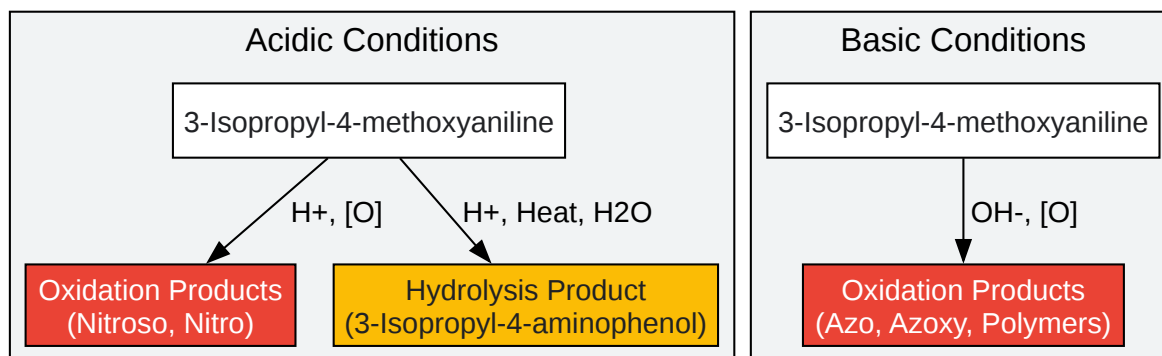 Acidic Conditions
3-Isopropyl-4-methoxyaniline
H+, [O]
H+, Heat, H2O
Oxidation Products
(Nitroso, Nitro)
Hydrolysis Product
(3-Isopropyl-4-aminophenol)
Basic Conditions
3-Isopropyl-4-methoxyaniline
OH-, [O]
Oxidation Products
(Azo, Azoxy, Polymers)